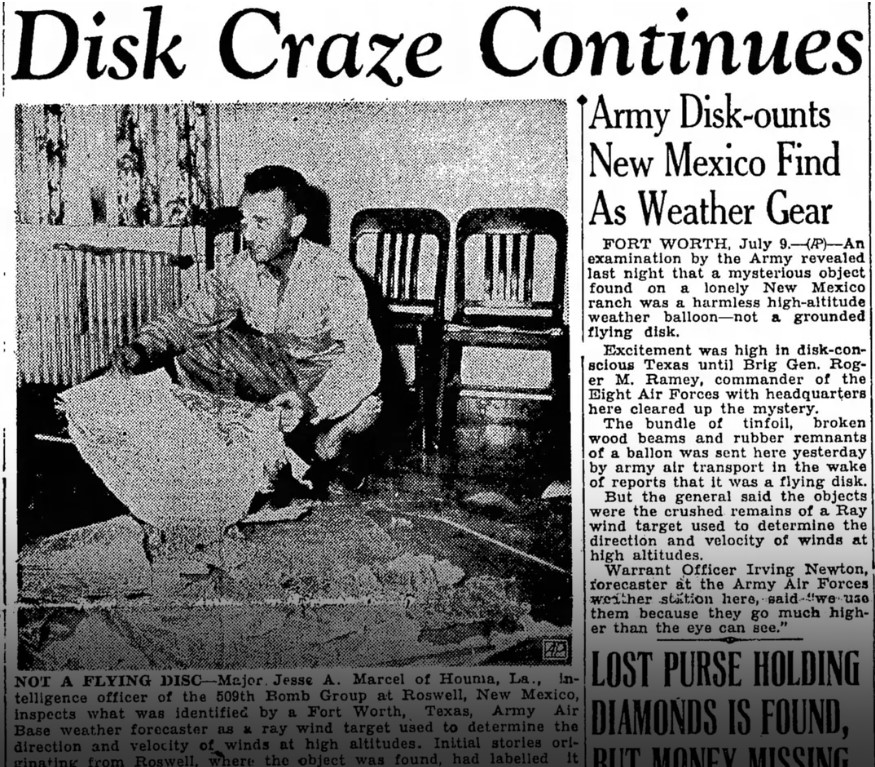 Disk Craze Continues
Army Disk-ounts
New Mexico Find
As Weather Gear
FORT WORTH, July 9.—(AP)—An
examination by the Army revealed
last night that a mysterious object
found on a lonely New Mexico
ranch was a harmless high-altitude
weather balloon—not a grounded
flying disk.
Excitement was high in disk-con-
scious Texas until Brig Gen. Rog-
er M. Ramey, commander of the
Eight Air Forces with headquarters
here cleared up the mystery.
The bundle of tinfoil, broken
wood beams and rubber remnants
of a ballon was sent here yesterday
by army air transport in the wake
of reports that it was a flying disk.
But the general said the objects
were the crushed remains of a Ray
wind target used to determine the
direction and velocity of winds at
high altitudes.
Warrant Officer Irving Newton,
forecaster at the Army Air Forces
weather station here, said "we use
them because they go much high-
er than the eye can see."
LOST PURSE HOLDING
DIAMONDS IS FOUND,
BUT MONEY MISSING
AP
NOT A FLYING DISC—Major Jesse A. Marcel of Houma, La., in-
telligence officer of the 509th Bomb Group at Roswell, New Mexico,
inspects what was identified by a Fort Worth, Texas, Army Air
Base weather forecaster as a ray wind target used to determine the
direction and velocity of winds at high altitudes. Initial stories ori-
ginating from Roswell, where the object was found, had labelled it